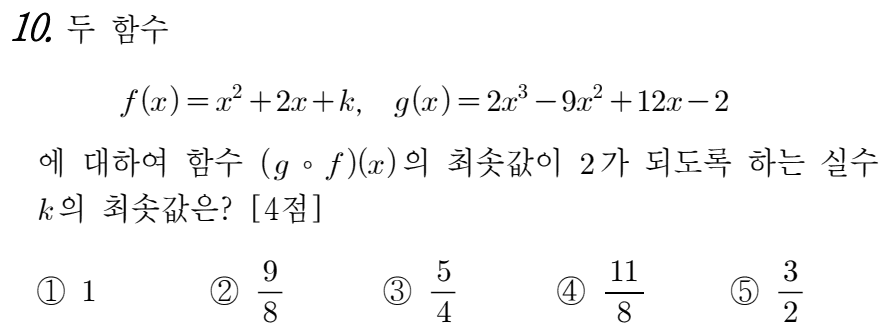 10. 두 함수
f(x)=x²+2x+k, g(x)=2x³-9x²+12x-2
에 대하여 함수 (g∘f)(x)의 최솟값이 2가 되도록 하는 실수
k의 최솟값은? [4점]
① 1 ② 9/8 ③ 5/4 ④ 11/8 ⑤ 3/2